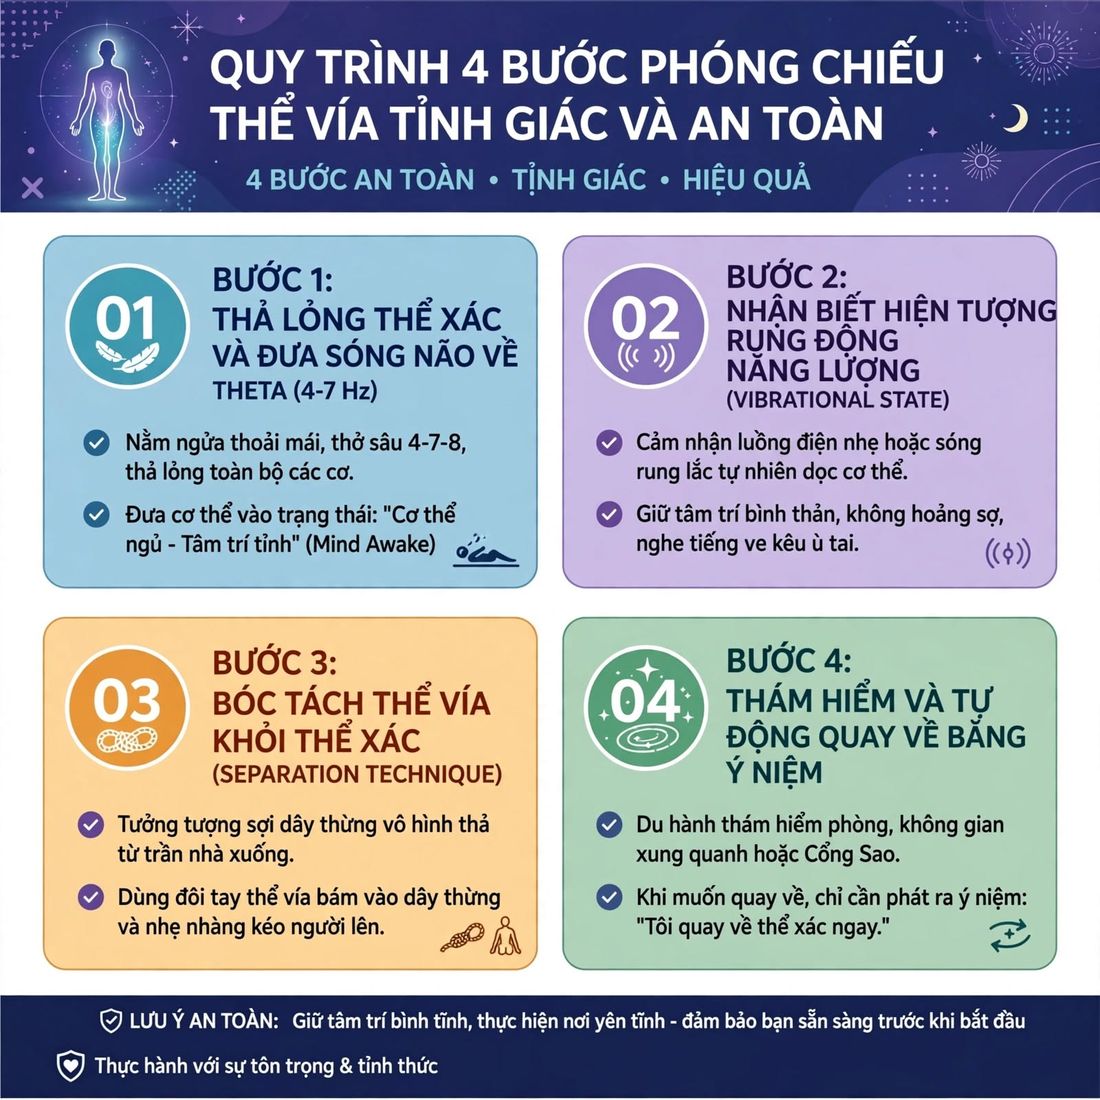 QUY TRÌNH 4 BƯỚC PHÓNG CHIẾU
THỂ VÍA TỈNH GIÁC VÀ AN TOÀN
4 BƯỚC AN TOÀN • TỊNH GIÁC • HIỆU QUẢ
01
BƯỚC 1:
THẢ LỎNG THỂ XÁC
VÀ ĐƯA SÓNG NÃO VỀ
THETA (4-7 Hz)
Nằm ngửa thoải mái, thở sâu 4-7-8,
thả lỏng toàn bộ các cơ.
Đưa cơ thể vào trạng thái: "Cơ thể
ngủ - Tâm trí tỉnh" (Mind Awake)
02
BƯỚC 2:
NHẬN BIẾT HIỆN TƯỢNG
RUNG ĐỘNG
NĂNG LƯỢNG
(VIBRATIONAL STATE)
Cảm nhận luồng điện nhẹ hoặc sóng
rung lắc tự nhiên dọc cơ thể.
Giữ tâm trí bình thản, không hoảng sợ,
nghe tiếng ve kêu ù tai.
03
BƯỚC 3:
BÓC TÁCH THỂ VÍA
KHỎI THỂ XÁC
(SEPARATION TECHNIQUE)
Tưởng tượng sợi dây thừng vô hình thả
từ trần nhà xuống.
Dùng đôi tay thể vía bám vào dây thừng
và nhẹ nhàng kéo người lên.
04
BƯỚC 4:
THÁM HIỂM VÀ TỰ
ĐỘNG QUAY VỀ BẰNG
Ý NIỆM
Du hành thám hiểm phòng, không gian
xung quanh hoặc Cổng Sao.
Khi muốn quay về, chỉ cần phát ra ý niệm:
"Tôi quay về thể xác ngay."
LƯU Ý AN TOÀN: Giữ tâm trí bình tĩnh, thực hiện nơi yên tĩnh - đảm bảo bạn sẵn sàng trước khi bắt đầu
Thực hành với sự tôn trọng & tỉnh thức